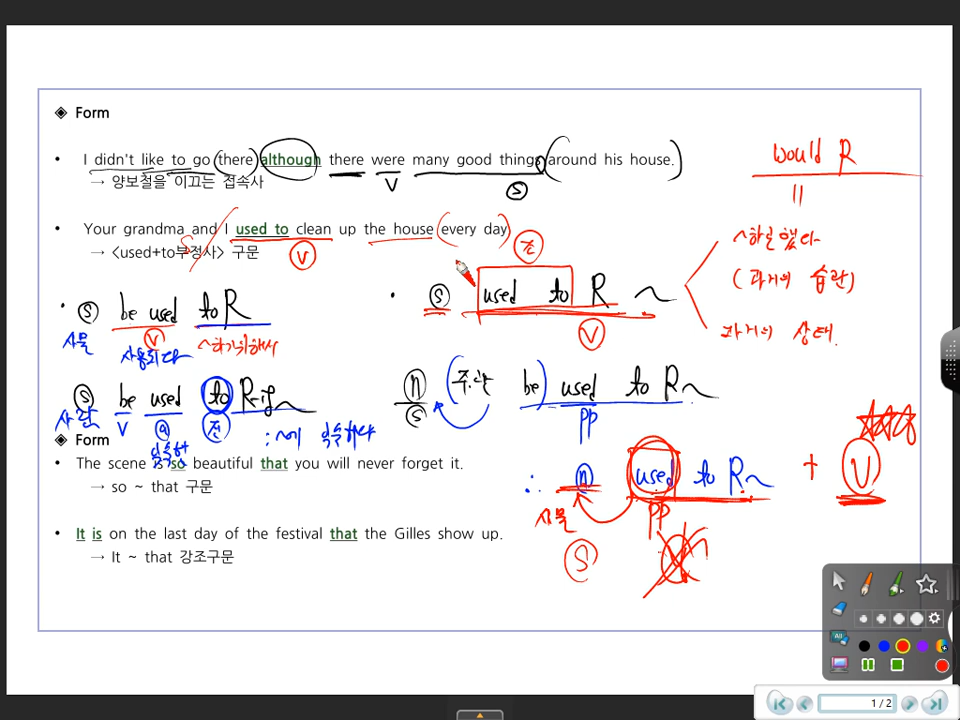 ◈ Form
• I didn't like to go (there) although there were many good things (around his house.)
V
Ⓢ
→ 양보절을 이끄는 접속사
would R
=
• Your grandma and I used to clean up the house (every day)
S
Ⓥ
조
→ <used+to부정사> 구문
~하곤 했다
(과거의 습관)
과거의 상태.
• Ⓢ be used to R
사물
Ⓥ
사용되다
~하기위해서
• Ⓢ used to R ~
Ⓥ
Ⓢ be used to R-ing~
사람
V
ⓐ
전
익숙한
: ~에 익숙하다
ⓝ (주관 be) used to R~
Ⓢ
PP
◈ Form
• The scene is so beautiful that you will never forget it.
→ so ~ that 구문
∴ ⓝ used to R~ + Ⓥ
사물
PP
Ⓢ
• It is on the last day of the festival that the Gilles show up.
→ It ~ that 강조구문
All
1 / 2